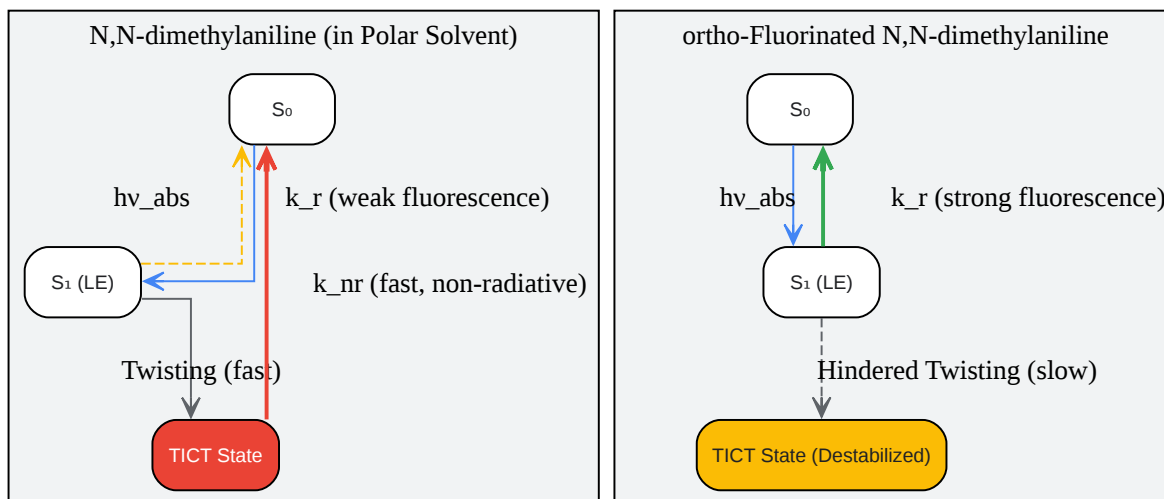 N,N-dimethylaniline (in Polar Solvent)
S₀
hν_abs
k_r (weak fluorescence)
S₁ (LE)
k_nr (fast, non-radiative)
Twisting (fast)
TICT State
ortho-Fluorinated N,N-dimethylaniline
S₀
hν_abs
k_r (strong fluorescence)
S₁ (LE)
Hindered Twisting (slow)
TICT State (Destabilized)